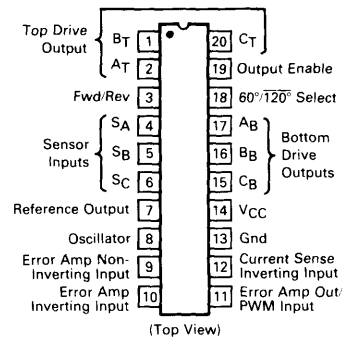 Top Drive
Output
BT 1 20 CT
AT 2 19 Output Enable
Fwd/Rev 3 18 60°/120° Select
Sensor
Inputs
SA 4 17 AB
SB 5 16 BB
SC 6 15 CB
Bottom
Drive
Outputs
Reference Output 7 14 VCC
Oscillator 8 13 Gnd
Error Amp Non-
Inverting Input 9 12 Current Sense
Inverting Input
Error Amp
Inverting Input 10 11 Error Amp Out/
PWM Input
(Top View)